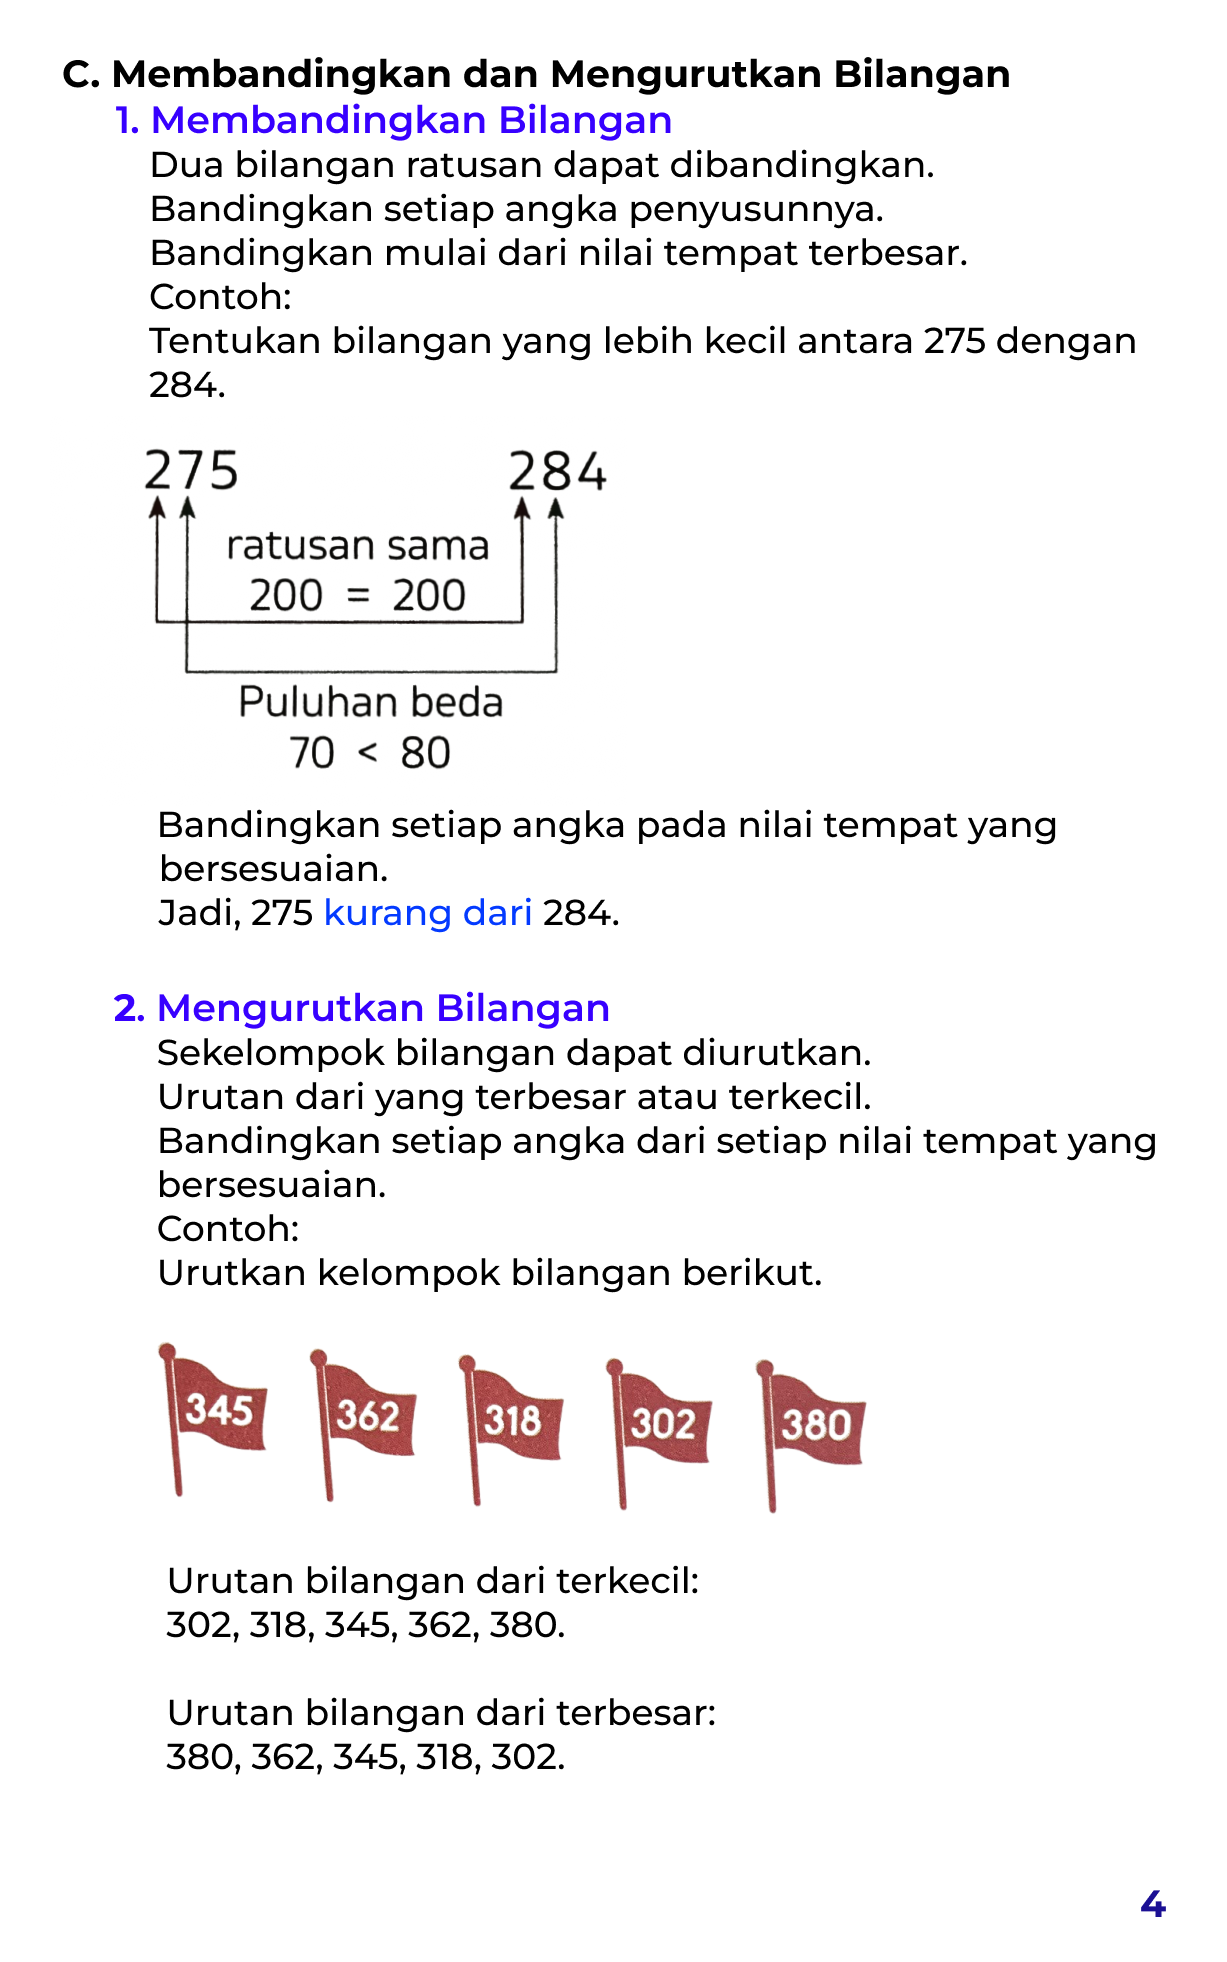 C. Membandingkan dan Mengurutkan Bilangan
1. Membandingkan Bilangan
Dua bilangan ratusan dapat dibandingkan.
Bandingkan setiap angka penyusunnya.
Bandingkan mulai dari nilai tempat terbesar.
Contoh:
Tentukan bilangan yang lebih kecil antara 275 dengan
284.
275 284
ratusan sama
200 = 200
Puluhan beda
70 < 80
Bandingkan setiap angka pada nilai tempat yang
bersesuaian.
Jadi, 275 kurang dari 284.
2. Mengurutkan Bilangan
Sekelompok bilangan dapat diurutkan.
Urutan dari yang terbesar atau terkecil.
Bandingkan setiap angka dari setiap nilai tempat yang
bersesuaian.
Contoh:
Urutkan kelompok bilangan berikut.
345 362 318 302 380
Urutan bilangan dari terkecil:
302, 318, 345, 362, 380.
Urutan bilangan dari terbesar:
380, 362, 345, 318, 302.
4